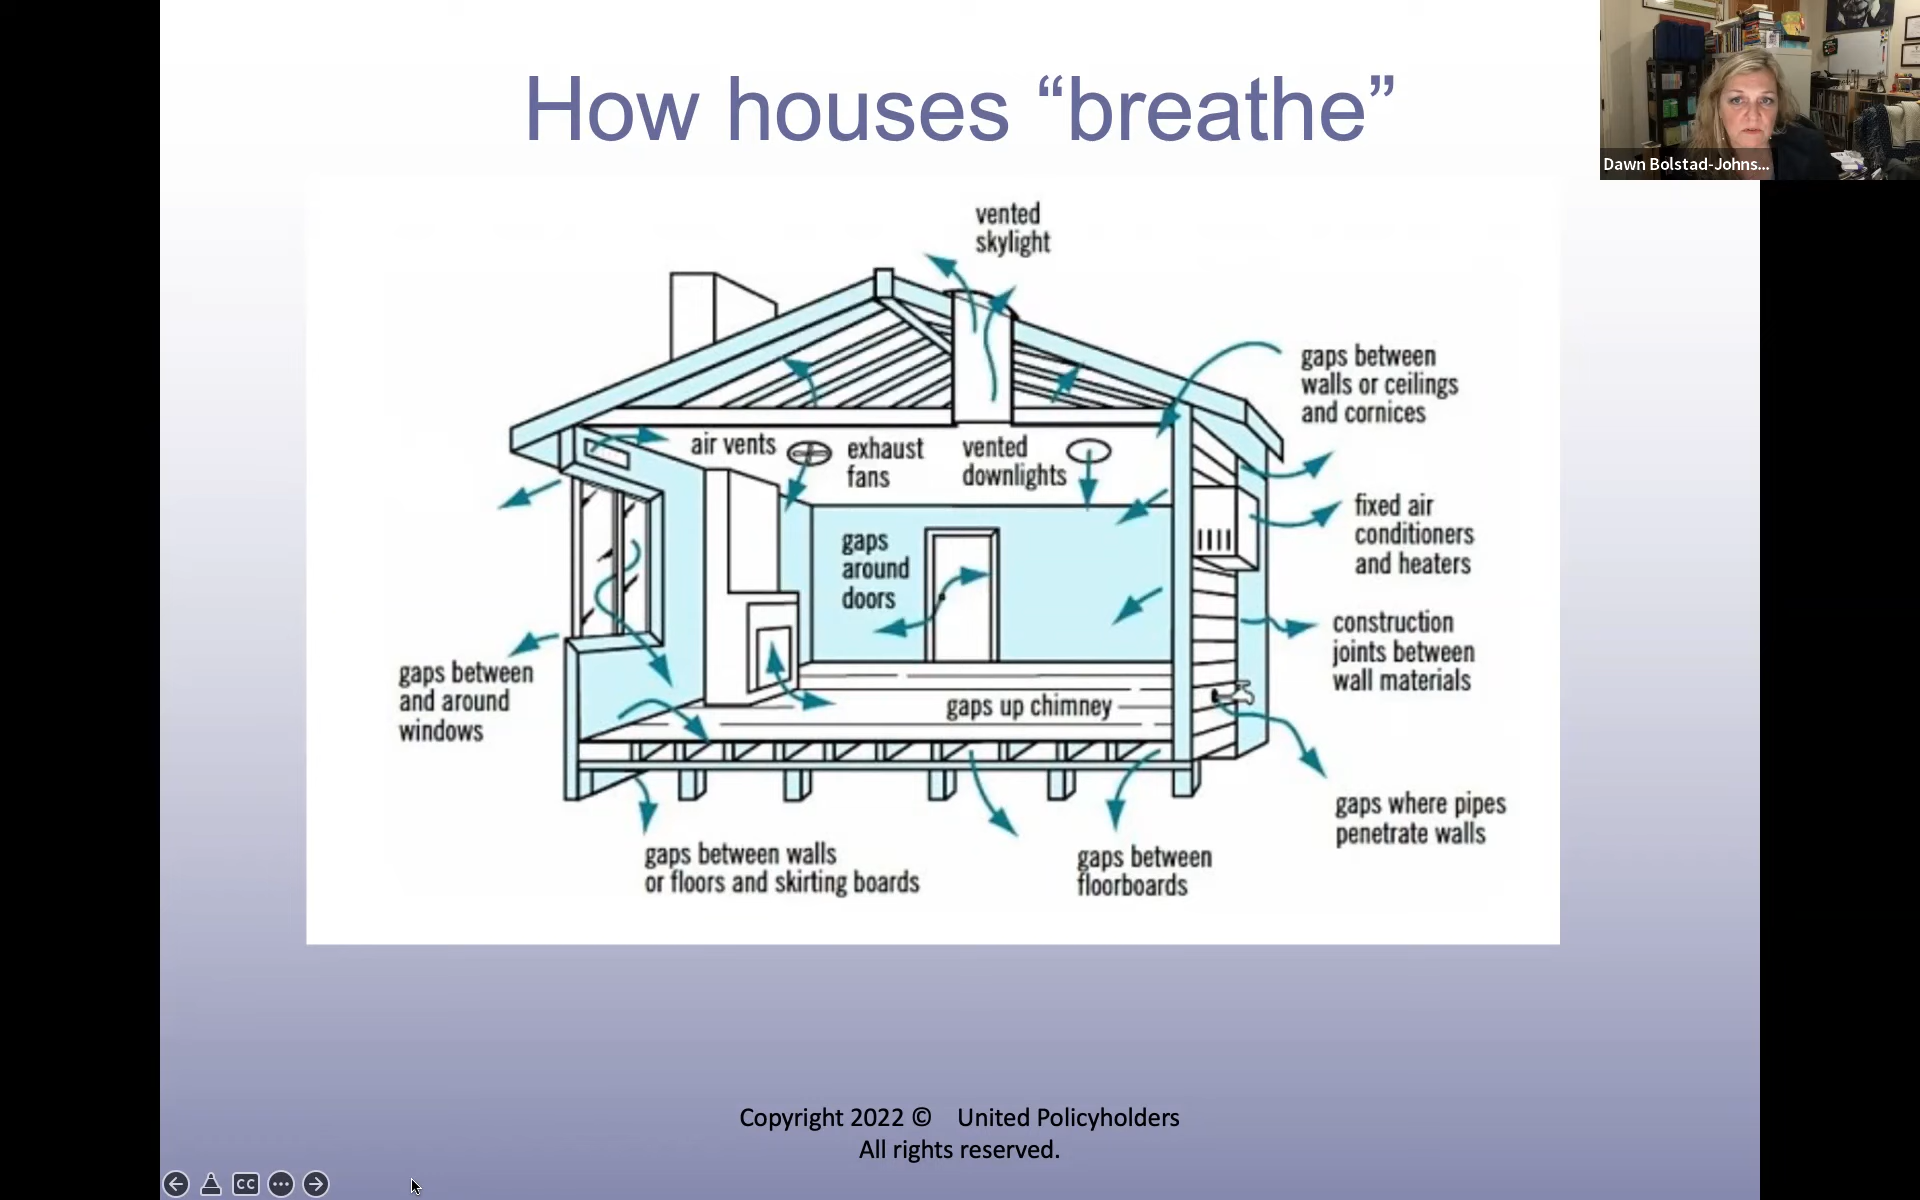 How houses “breathe”
Dawn Bolstad-Johns...
vented
skylight
gaps between
walls or ceilings
and cornices
air vents
exhaust
fans
vented
downlights
fixed air
conditioners
and heaters
gaps
around
doors
construction
joints between
wall materials
gaps between
and around
windows
gaps up chimney
gaps where pipes
penetrate walls
gaps between walls
or floors and skirting boards
gaps between
floorboards
Copyright 2022 © United Policyholders
All rights reserved.
CC